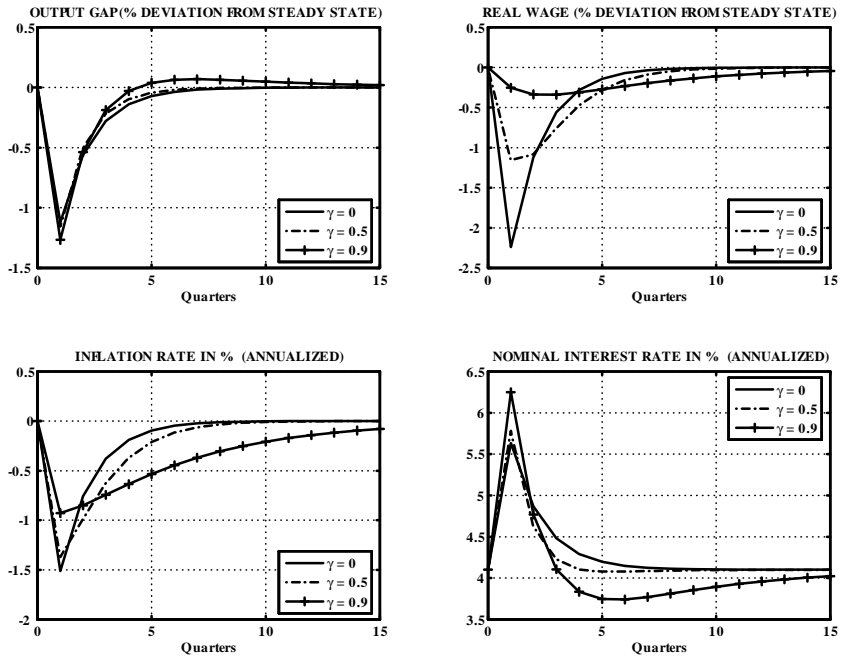 OUTPUT GAP (% DEVIATION FROM STEADY STATE)
0.5
0
-0.5
-1
-1.5
0
5
10
15
Quarters
γ = 0
γ = 0.5
γ = 0.9
REAL WAGE (% DEVIATION FROM STEADY STATE)
0.5
0
-0.5
-1
-1.5
-2
-2.5
0
5
10
15
Quarters
γ = 0
γ = 0.5
γ = 0.9
INFLATION RATE IN % (ANNUALIZED)
0.5
0
-0.5
-1
-1.5
-2
0
5
10
15
Quarters
γ = 0
γ = 0.5
γ = 0.9
NOMINAL INTEREST RATE IN % (ANNUALIZED)
6.5
6
5.5
5
4.5
4
3.5
0
5
10
15
Quarters
γ = 0
γ = 0.5
γ = 0.9